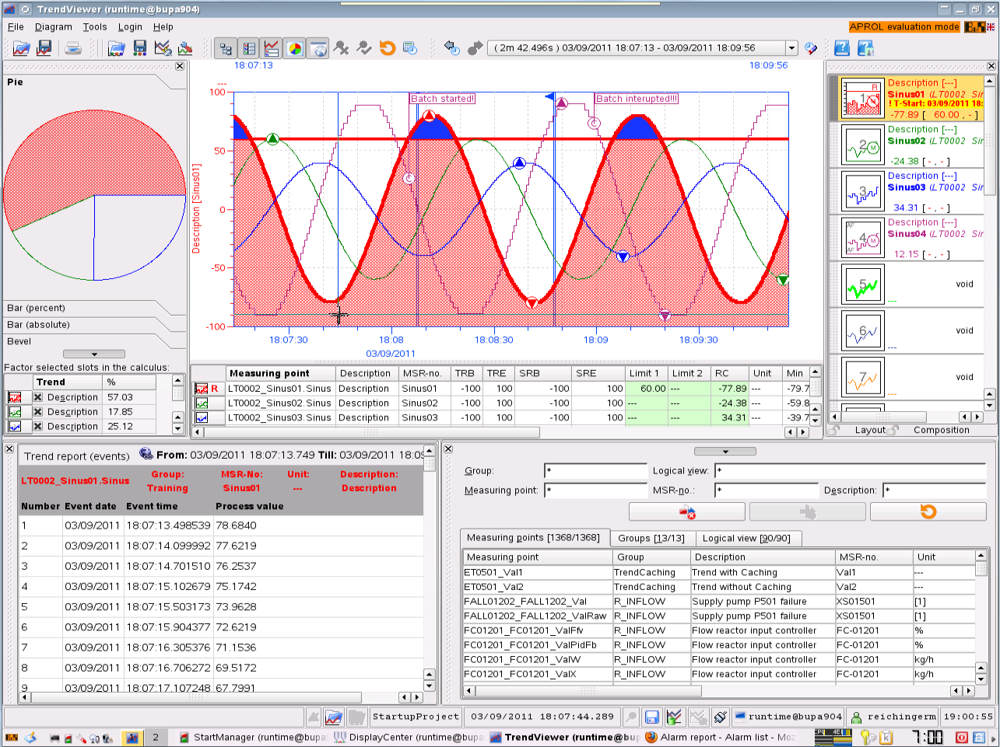 TrendViewer (runtime@bupa904)
File Diagram Tools Login Help
APROL evaluation mode
( 2m 42.496s ) 03/09/2011 18:07:13 - 03/09/2011 18:09:56
Pie
Bar (percent)
Bar (absolute)
Bevel
Factor selected slots in the calculus:
Trend %
Description 57.03
Description 17.85
Description 25.12
18:07:13 18:09:56
---
100
50
0
-50
-100
Description [Sinus01]
Batch started!
Batch interupted!!!
18:07:30 18:08 18:08:30 18:09 18:09:30
03/09/2011
Measuring point Description MSR-no. TRB TRE SRB SRE Limit 1 Limit 2 RC Unit Min
R LT0002_Sinus01.Sinus Description Sinus01 -100 100 -100 100 60.00 --- -77.89 --- -79.7
LT0002_Sinus02.Sinus Description Sinus02 -100 100 -100 100 --- --- -24.38 --- -59.8
LT0002_Sinus03.Sinus Description Sinus03 -100 100 -100 100 --- --- 34.31 --- -39.7
R
1
Description [---]
Sinus01 (LT0002_Sir
! T-Start: 03/09/2011 18:
-77.89 [ 60.00 , - ]
2
M
Description [---]
Sinus02 (LT0002_Sir
-24.38 [ - , - ]
3
Description [---]
Sinus03 (LT0002_Sir
34.31 [ - , - ]
AF
4
AF
Description [---]
Sinus04 (LT0002_Sir
12.15 [ - , - ]
5 --- void
6 --- void
7 --- void
Layout Composition
Trend report (events) From: 03/09/2011 18:07:13.749 Till: 03/09/2011 18:09
LT0002_Sinus01.Sinus
Group: MSR-No: Unit: Description:
Training Sinus01 --- Description
Number Event date Event time Process value
1 03/09/2011 18:07:13.498539 78.6840
2 03/09/2011 18:07:14.099992 77.6219
3 03/09/2011 18:07:14.701510 76.2537
4 03/09/2011 18:07:15.102679 75.1742
5 03/09/2011 18:07:15.503173 73.9628
6 03/09/2011 18:07:15.904377 72.6219
7 03/09/2011 18:07:16.305376 71.1536
8 03/09/2011 18:07:16.706272 69.5172
9 03/09/2011 18:07:17.107248 67.7991
Group: * Logical view: *
Measuring point: * MSR-no.: * Description: *
Measuring points [1368/1368] Groups [13/13] Logical view [90/90]
Measuring point Group Description MSR-no. Unit
ET0501_Val1 TrendCaching Trend with Caching Val1 ---
ET0501_Val2 TrendCaching Trend without Caching Val2 ---
FALL01202_FALL1202_Val R_INFLOW Supply pump P501 failure XS01501 [1]
FALL01202_FALL1202_ValRaw R_INFLOW Supply pump P501 failure XS01501 [1]
FC01201_FC01201_ValFfv R_INFLOW Flow reactor input controller FC-01201 %
FC01201_FC01201_ValPidFb R_INFLOW Flow reactor input controller FC-01201 %
FC01201_FC01201_ValW R_INFLOW Flow reactor input controller FC-01201 kg/h
FC01201_FC01201_ValX R_INFLOW Flow reactor input controller FC-01201 kg/h
StartupProject 03/09/2011 18:07:44.289 runtime@bupa904 reichingerm 19:00:55
2 StartManager (runtime@bupa DisplayCenter (runtime@bupa TrendViewer (runtime@bu Alarm report - Alarm list - Moz 7:00